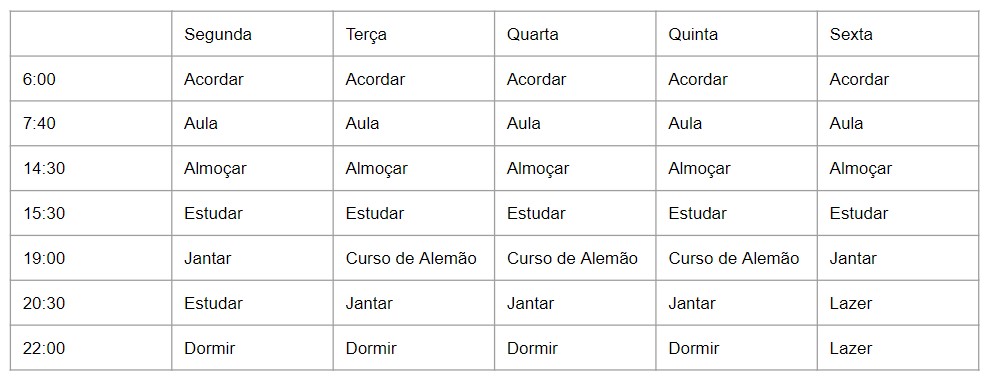 Segunda Terça Quarta Quinta Sexta
6:00 Acordar Acordar Acordar Acordar Acordar
7:40 Aula Aula Aula Aula Aula
14:30 Almoçar Almoçar Almoçar Almoçar Almoçar
15:30 Estudar Estudar Estudar Estudar Estudar
19:00 Jantar Curso de Alemão Curso de Alemão Curso de Alemão Jantar
20:30 Estudar Jantar Jantar Jantar Lazer
22:00 Dormir Dormir Dormir Dormir Lazer